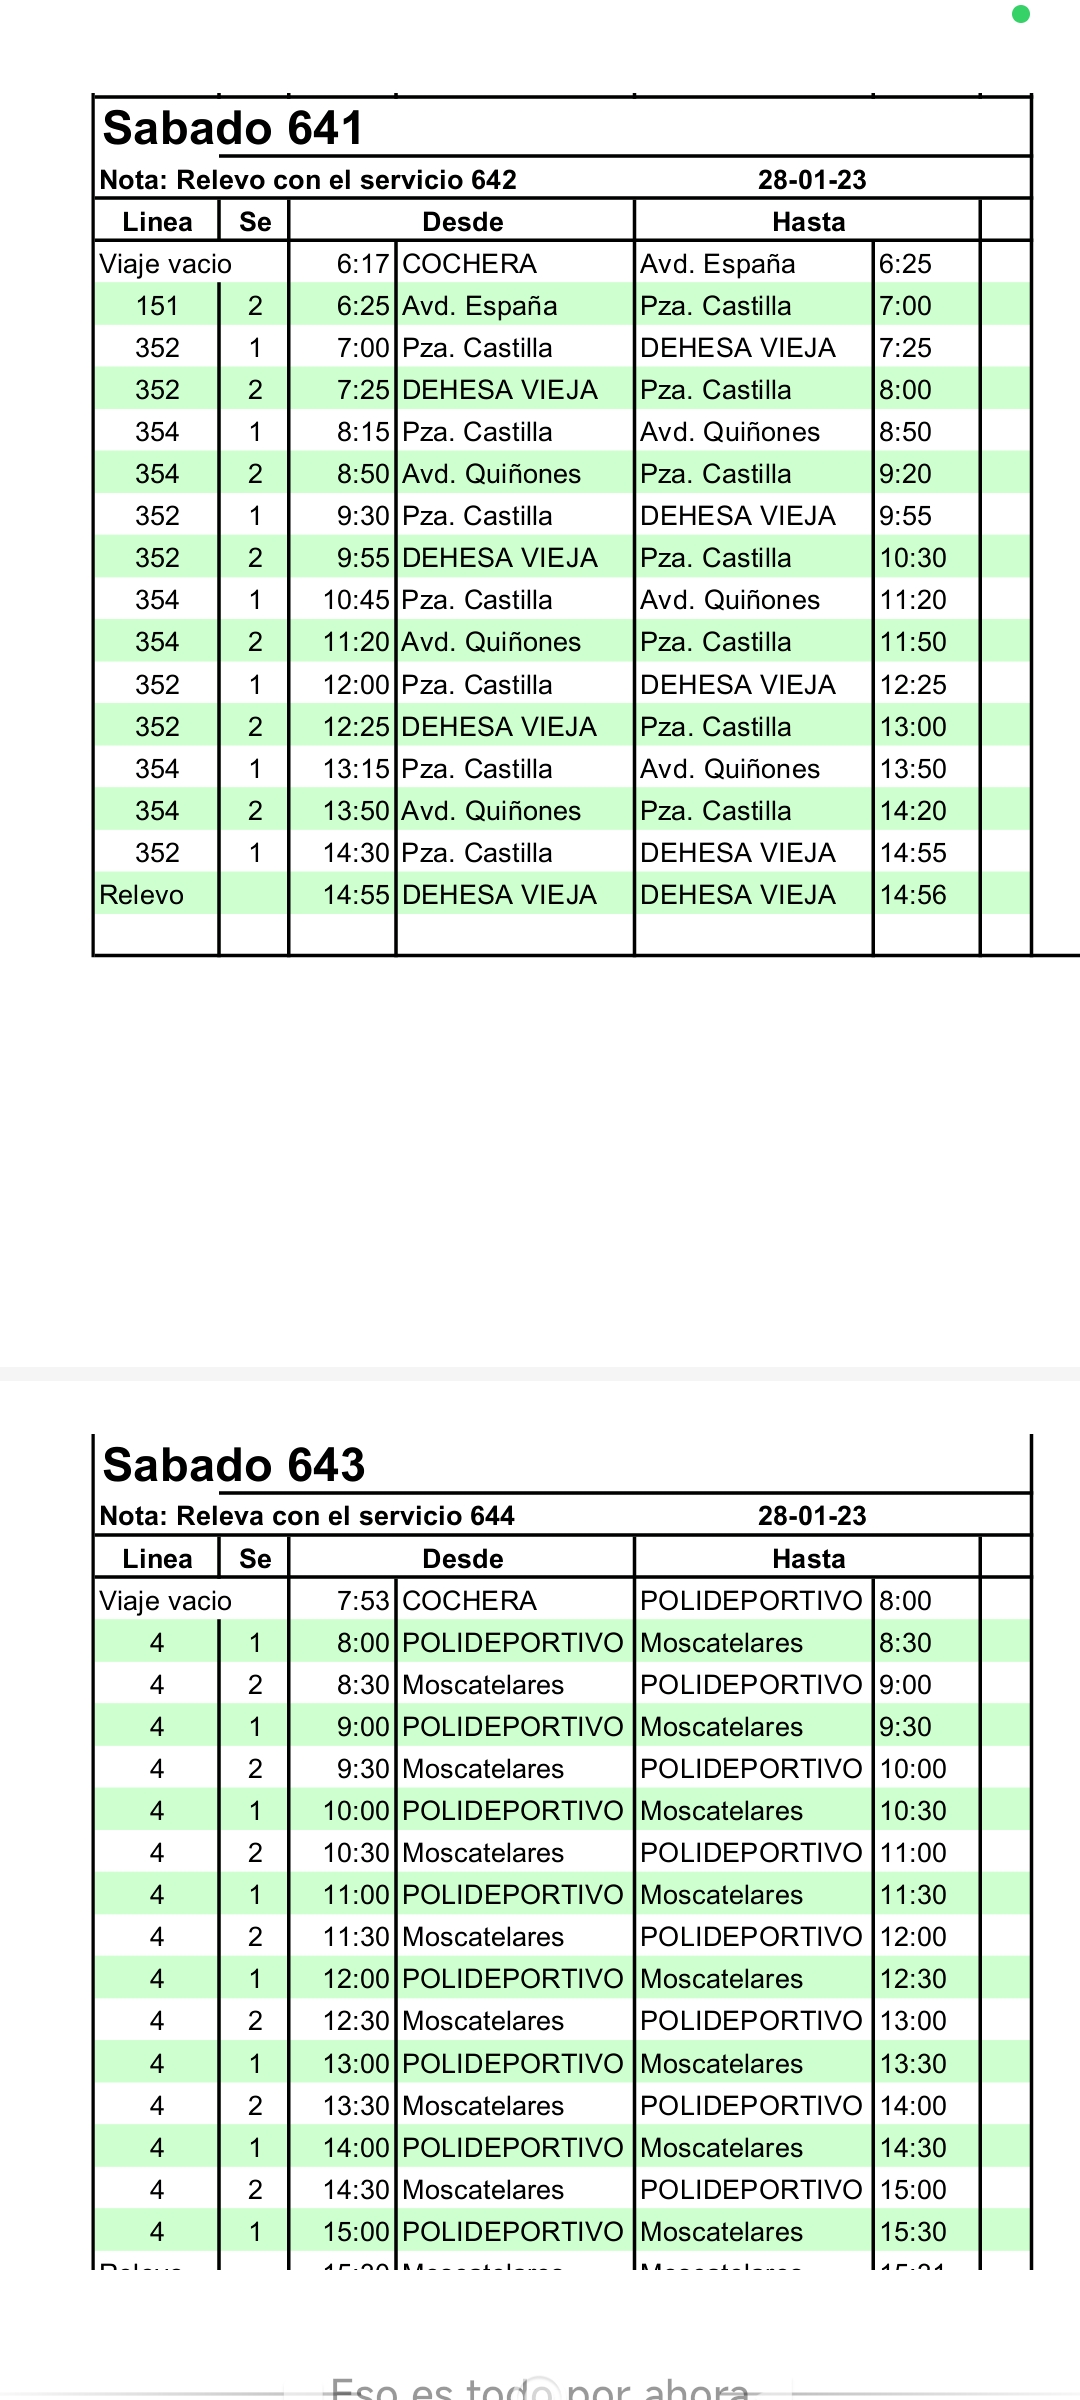 Sabado 641
Nota: Relevo con el servicio 642 28-01-23
Linea Se Desde Hasta
Viaje vacio 6:17 COCHERA Avd. España 6:25
151 2 6:25 Avd. España Pza. Castilla 7:00
352 1 7:00 Pza. Castilla DEHESA VIEJA 7:25
352 2 7:25 DEHESA VIEJA Pza. Castilla 8:00
354 1 8:15 Pza. Castilla Avd. Quiñones 8:50
354 2 8:50 Avd. Quiñones Pza. Castilla 9:20
352 1 9:30 Pza. Castilla DEHESA VIEJA 9:55
352 2 9:55 DEHESA VIEJA Pza. Castilla 10:30
354 1 10:45 Pza. Castilla Avd. Quiñones 11:20
354 2 11:20 Avd. Quiñones Pza. Castilla 11:50
352 1 12:00 Pza. Castilla DEHESA VIEJA 12:25
352 2 12:25 DEHESA VIEJA Pza. Castilla 13:00
354 1 13:15 Pza. Castilla Avd. Quiñones 13:50
354 2 13:50 Avd. Quiñones Pza. Castilla 14:20
352 1 14:30 Pza. Castilla DEHESA VIEJA 14:55
Relevo 14:55 DEHESA VIEJA DEHESA VIEJA 14:56
Sabado 643
Nota: Releva con el servicio 644 28-01-23
Linea Se Desde Hasta
Viaje vacio 7:53 COCHERA POLIDEPORTIVO 8:00
4 1 8:00 POLIDEPORTIVO Moscatelares 8:30
4 2 8:30 Moscatelares POLIDEPORTIVO 9:00
4 1 9:00 POLIDEPORTIVO Moscatelares 9:30
4 2 9:30 Moscatelares POLIDEPORTIVO 10:00
4 1 10:00 POLIDEPORTIVO Moscatelares 10:30
4 2 10:30 Moscatelares POLIDEPORTIVO 11:00
4 1 11:00 POLIDEPORTIVO Moscatelares 11:30
4 2 11:30 Moscatelares POLIDEPORTIVO 12:00
4 1 12:00 POLIDEPORTIVO Moscatelares 12:30
4 2 12:30 Moscatelares POLIDEPORTIVO 13:00
4 1 13:00 POLIDEPORTIVO Moscatelares 13:30
4 2 13:30 Moscatelares POLIDEPORTIVO 14:00
4 1 14:00 POLIDEPORTIVO Moscatelares 14:30
4 2 14:30 Moscatelares POLIDEPORTIVO 15:00
4 1 15:00 POLIDEPORTIVO Moscatelares 15:30
Relevo Moscatelares Moscatelares
Eso es todo por ahora